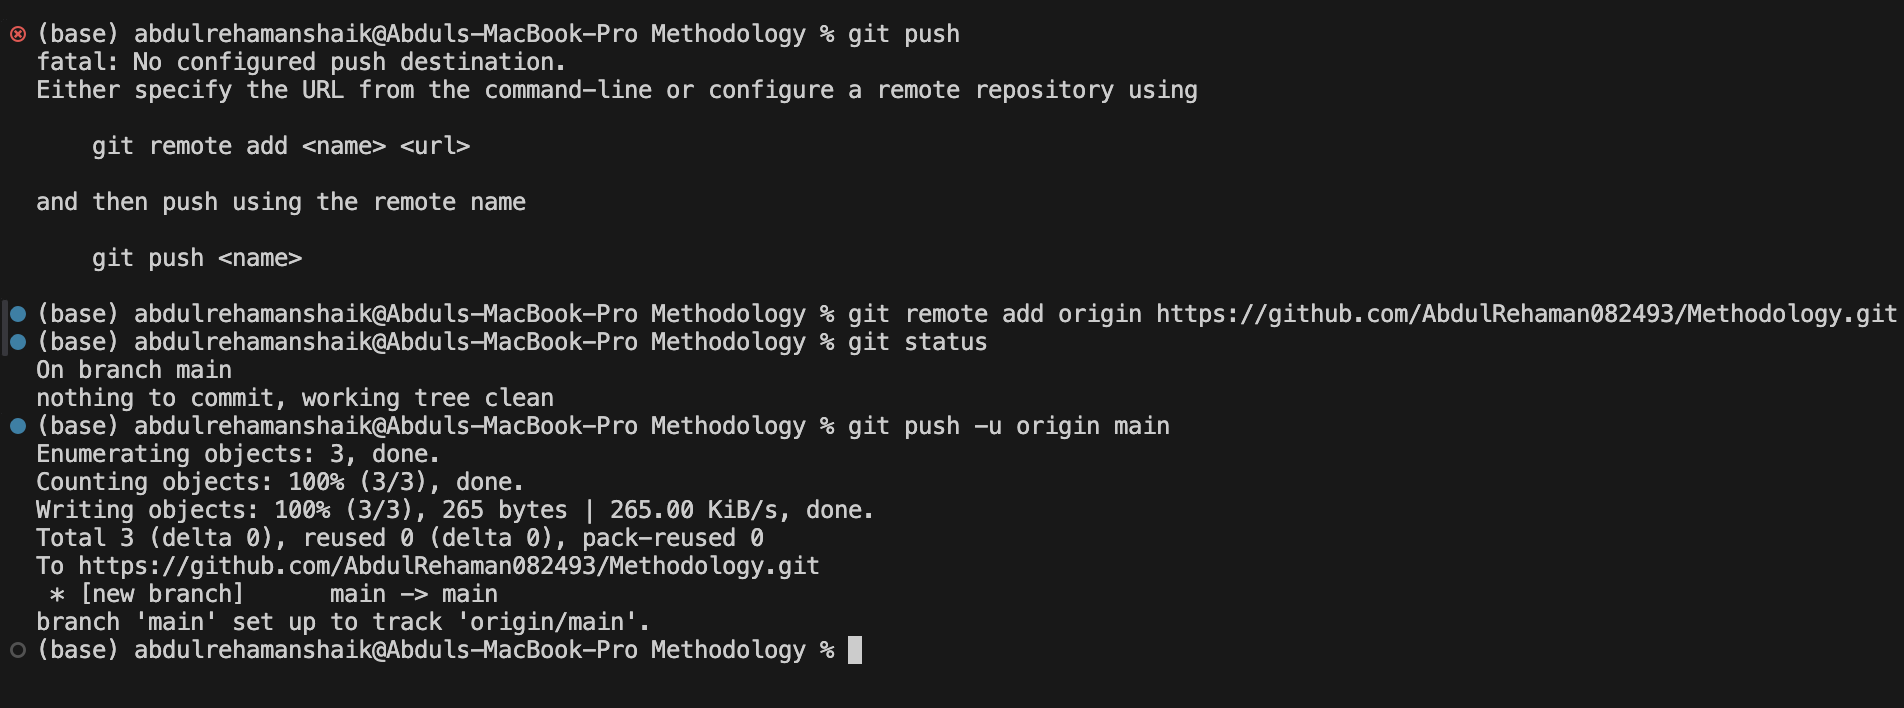 (base) abdulrehamanshaik@Abduls-MacBook-Pro Methodology % git push
fatal: No configured push destination.
Either specify the URL from the command-line or configure a remote repository using
git remote add <name> <url>
and then push using the remote name
git push <name>
(base) abdulrehamanshaik@Abduls-MacBook-Pro Methodology % git remote add origin https://github.com/AbdulRehaman082493/Methodology.git
(base) abdulrehamanshaik@Abduls-MacBook-Pro Methodology % git status
On branch main
nothing to commit, working tree clean
(base) abdulrehamanshaik@Abduls-MacBook-Pro Methodology % git push -u origin main
Enumerating objects: 3, done.
Counting objects: 100% (3/3), done.
Writing objects: 100% (3/3), 265 bytes | 265.00 KiB/s, done.
Total 3 (delta 0), reused 0 (delta 0), pack-reused 0
To https://github.com/AbdulRehaman082493/Methodology.git
* [new branch]      main -> main
branch 'main' set up to track 'origin/main'.
(base) abdulrehamanshaik@Abduls-MacBook-Pro Methodology %